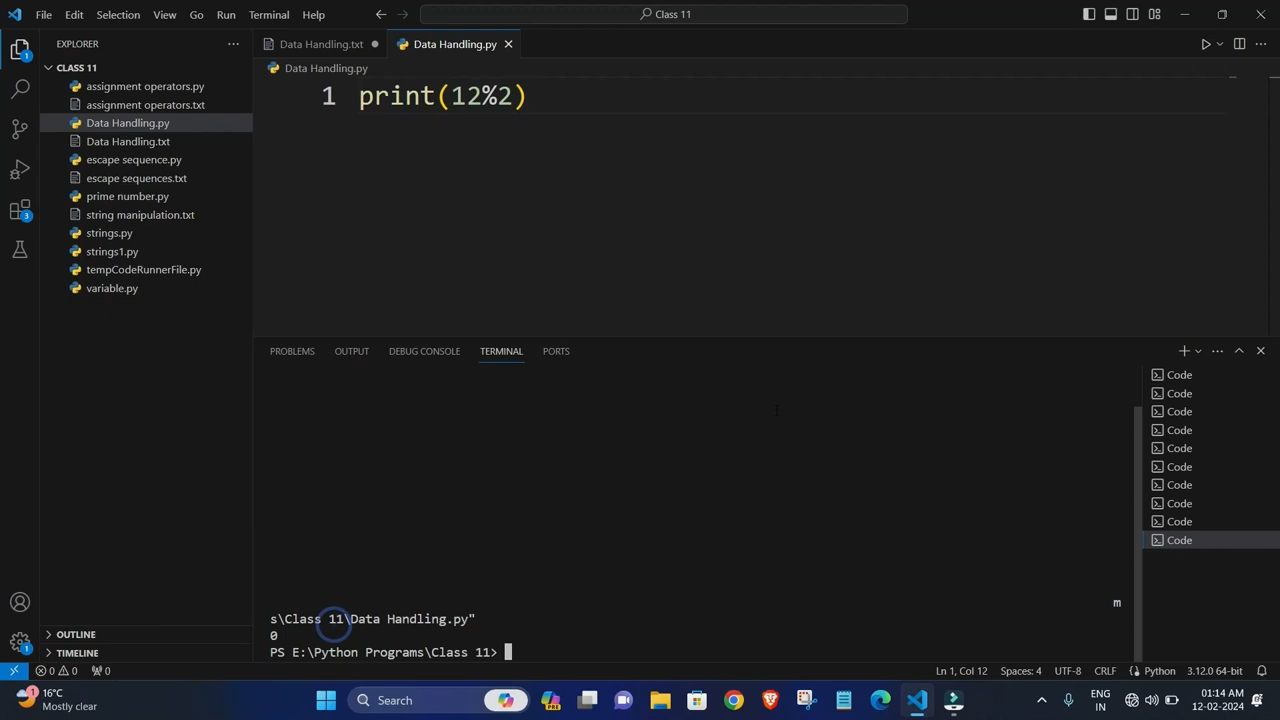 File Edit Selection View Go Run Terminal Help
Class 11
EXPLORER
CLASS 11
assignment operators.py
assignment operators.txt
Data Handling.py
Data Handling.txt
escape sequence.py
escape sequences.txt
prime number.py
string manipulation.txt
strings.py
strings1.py
tempCodeRunnerFile.py
variable.py
OUTLINE
TIMELINE
1
3
1
Data Handling.txt
Data Handling.py
Data Handling.py
1 print(12%2)
PROBLEMS OUTPUT DEBUG CONSOLE TERMINAL PORTS
m
s\Class 11\Data Handling.py"
0
PS E:\Python Programs\Class 11>
Code
Code
Code
Code
Code
Code
Code
Code
Code
Code
0 0 0
Ln 1, Col 12 Spaces: 4 UTF-8 CRLF Python 3.12.0 64-bit
1
16°C
Mostly clear
Search
PRE
ENG
IN
01:14 AM
12-02-2024